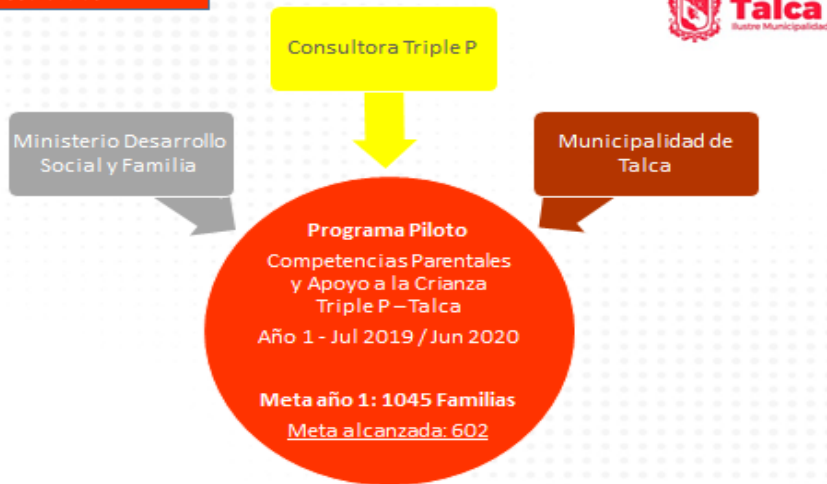 Talca
Ilustre Municipalidad
Consultora Triple P
Ministerio Desarrollo
Social y Familia
Municipalidad de
Talca
Programa Piloto
Competencias Parentales
y Apoyo a la Crianza
Triple P – Talca
Año 1 - Jul 2019 / Jun 2020
Meta año 1: 1045 Familias
Meta alcanzada: 602